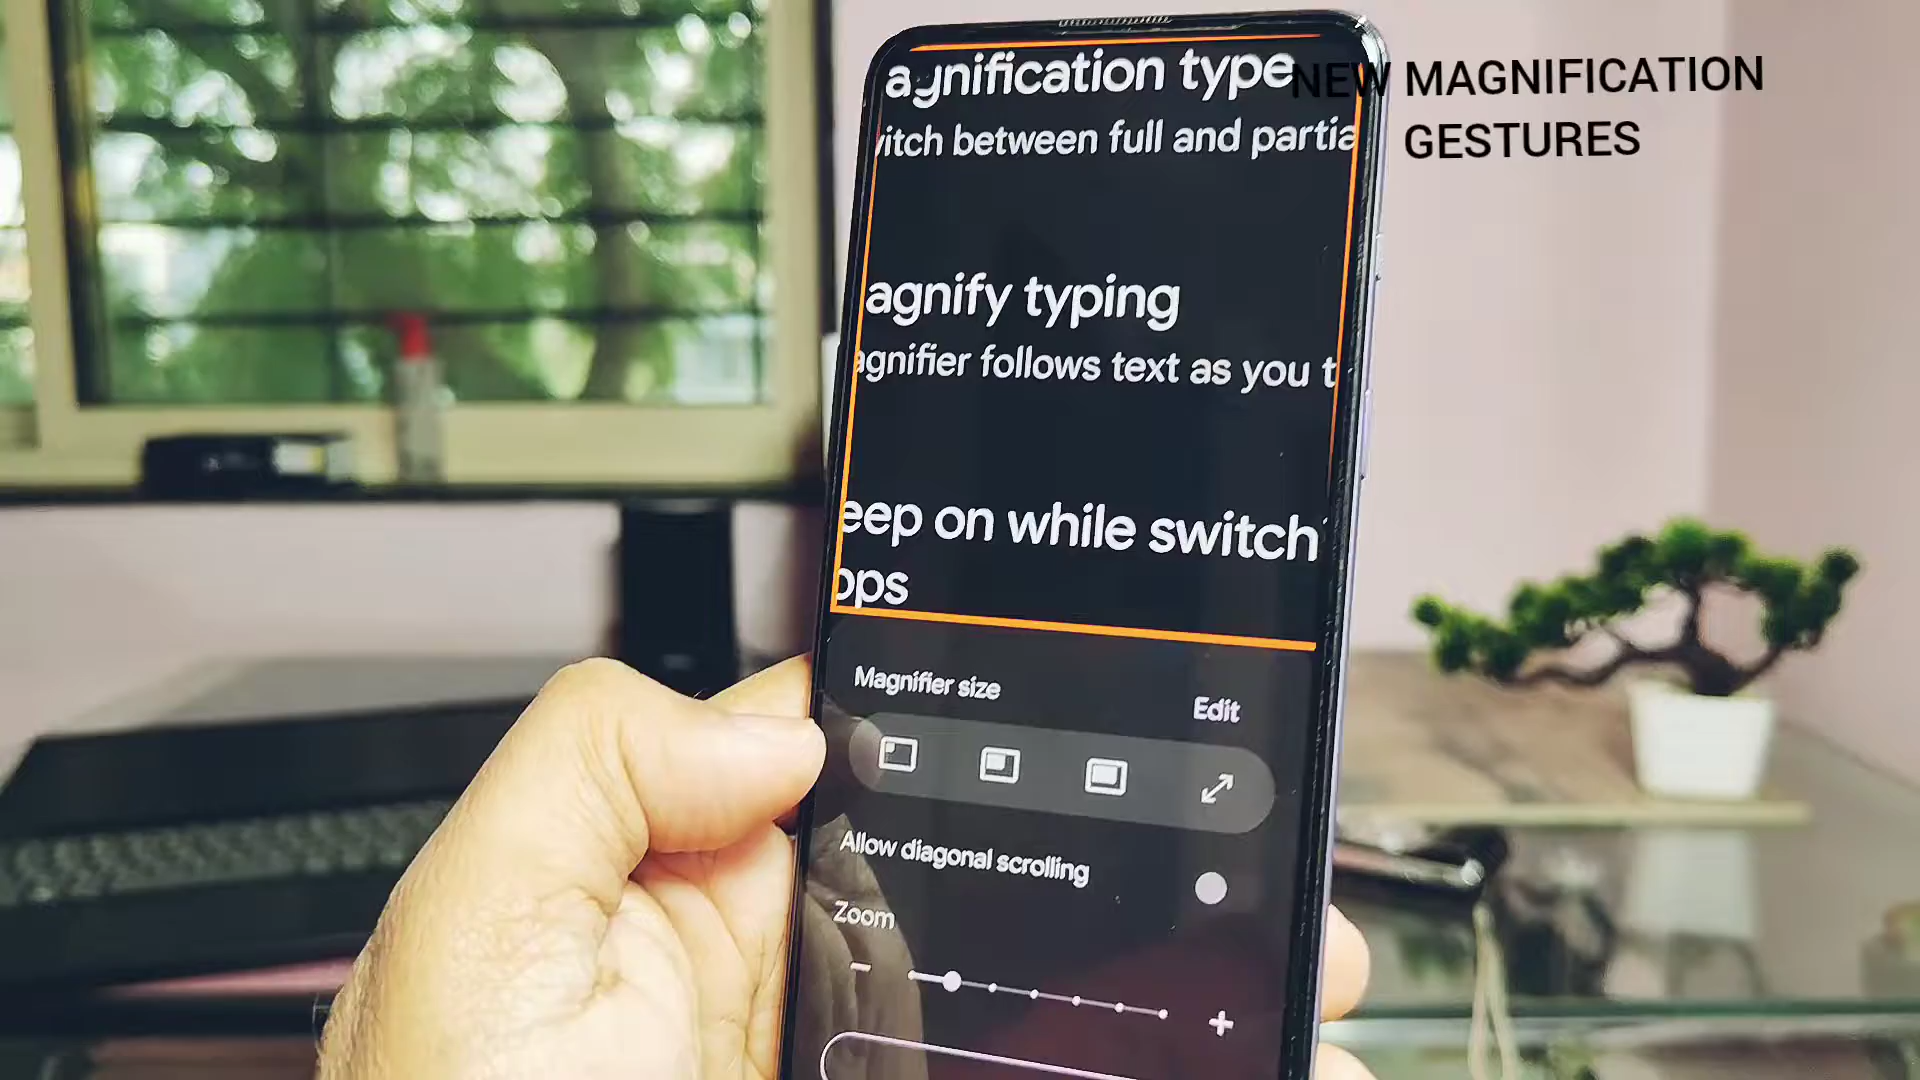 agnification type
NEW MAGNIFICATION
GESTURES
itch between full and partia
agnify typing
agnifier follows text as you t
eep on while switch
pps
Magnifier size
Edit
Allow diagonal scrolling
Zoom